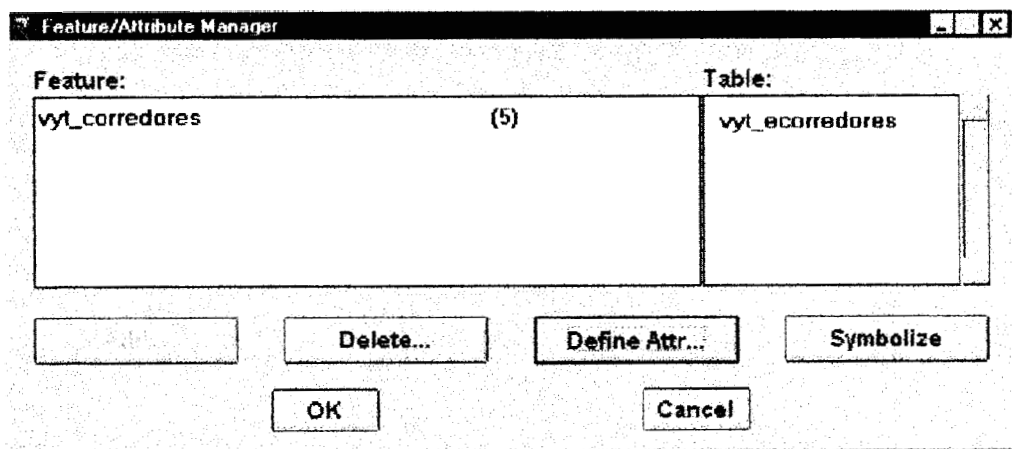 Feature/Attribute Manager
Feature: Table:
vyt_corredores (5) vyt_ecorredores
Delete... Define Attr... Symbolize
OK Cancel